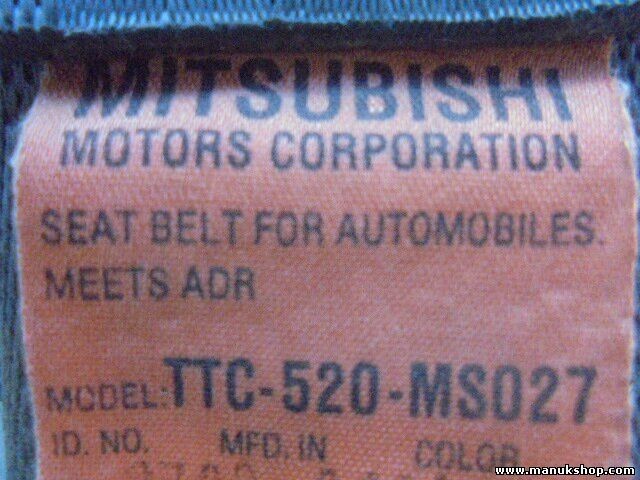 MITSUBISHI
MOTORS CORPORATION
SEAT BELT FOR AUTOMOBILES.
MEETS ADR
MODEL: TTC-520-MS027
ID. NO. MFD. IN COLOR
www.manukshop.com